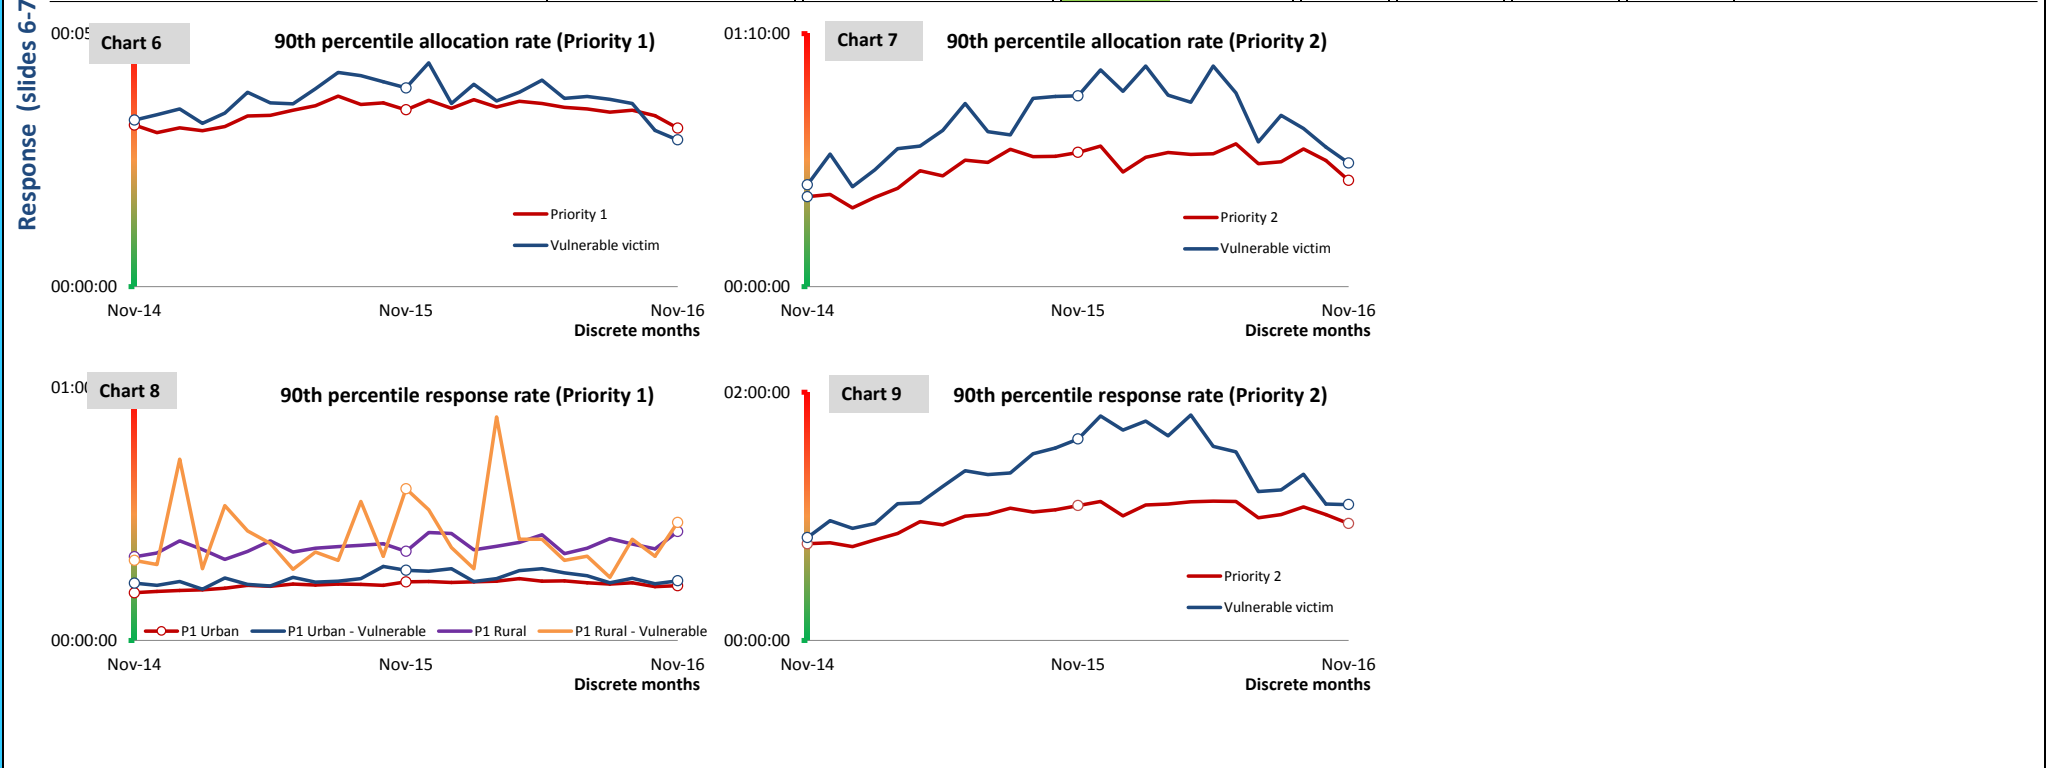 Response (slides 6-7
Chart 6
90th percentile allocation rate (Priority 1)
00:05
Priority 1
Vulnerable victim
00:00:00
Nov-14
Nov-15
Nov-16
Discrete months
Chart 7
90th percentile allocation rate (Priority 2)
01:10:00
Priority 2
Vulnerable victim
00:00:00
Nov-14
Nov-15
Nov-16
Discrete months
Chart 8
90th percentile response rate (Priority 1)
01:00
P1 Urban
P1 Urban - Vulnerable
P1 Rural
P1 Rural - Vulnerable
00:00:00
Nov-14
Nov-15
Nov-16
Discrete months
Chart 9
90th percentile response rate (Priority 2)
02:00:00
Priority 2
Vulnerable victim
00:00:00
Nov-14
Nov-15
Nov-16
Discrete months